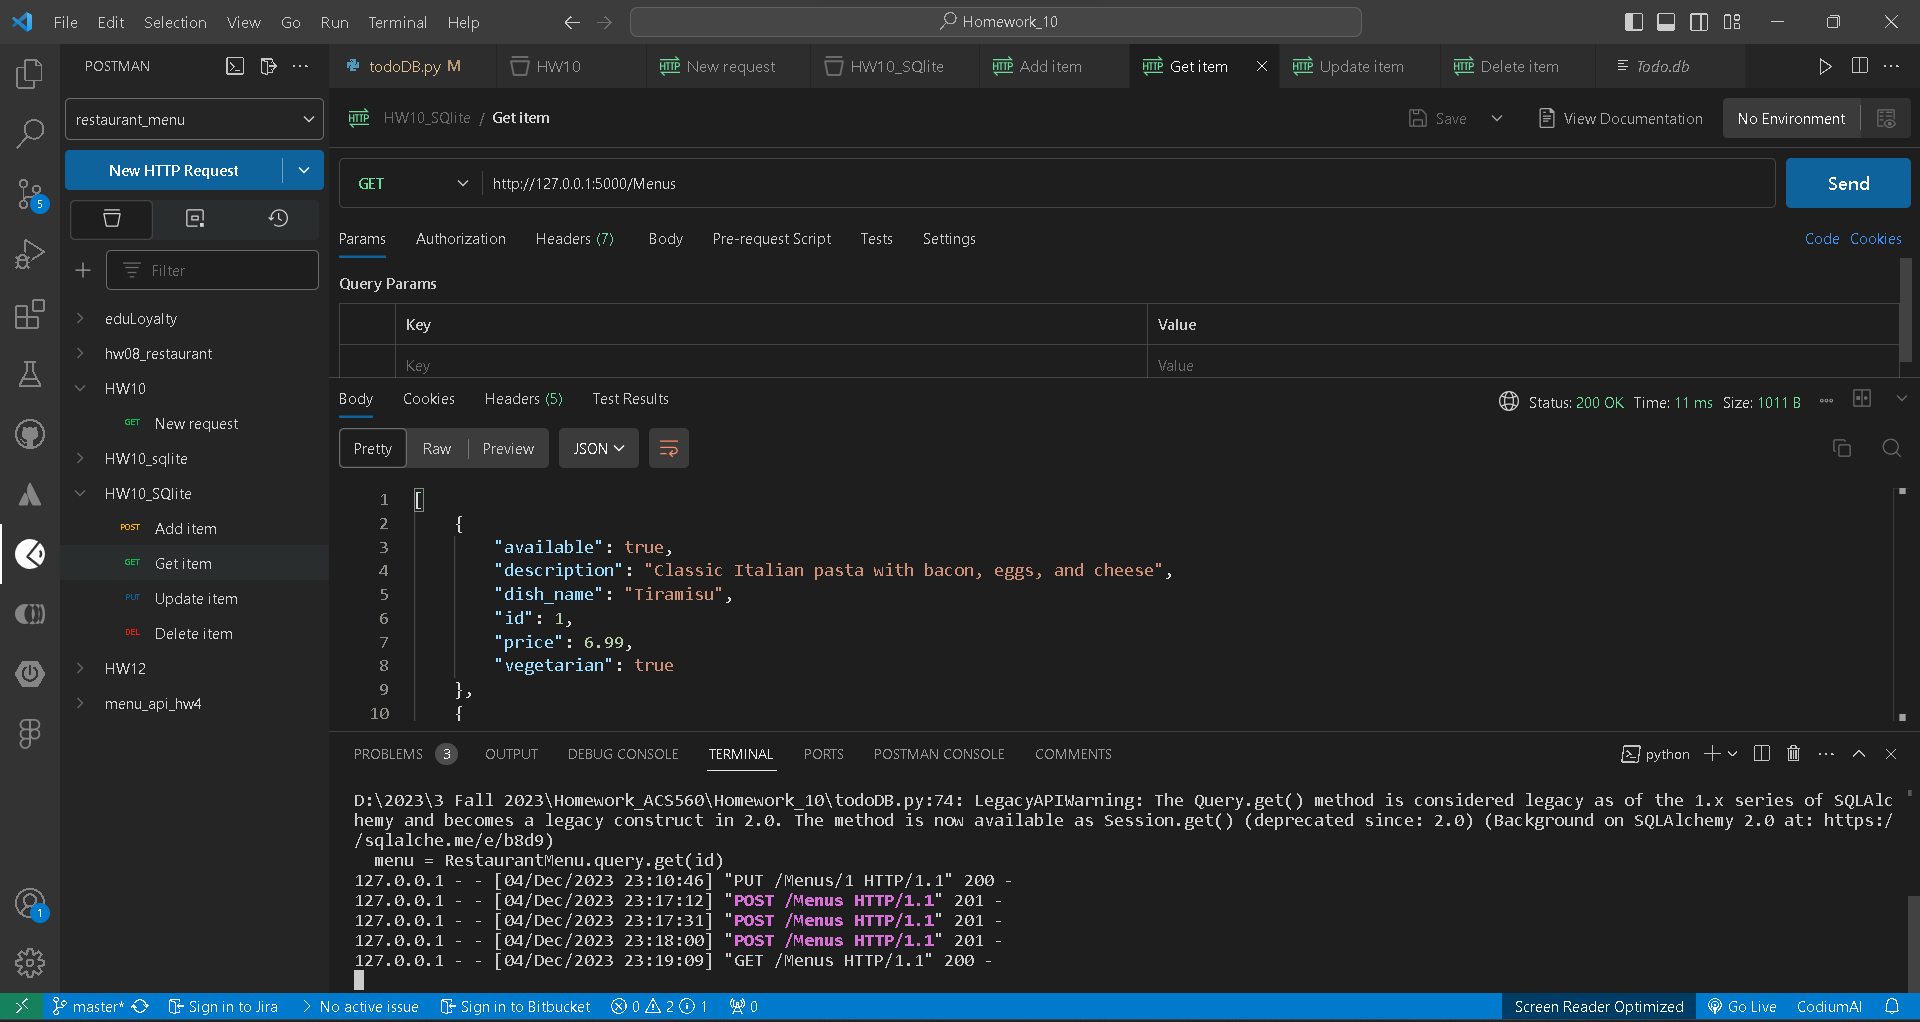 File Edit Selection View Go Run Terminal Help
Homework_10
POSTMAN
todoDB.py M
HW10
New request
HW10_SQlite
Add item
Get item
Update item
Delete item
Todo.db
restaurant_menu
New HTTP Request
Filter
eduLoyalty
hw08_restaurant
HW10
GET New request
HW10_sqlite
HW10_SQlite
POST Add item
GET Get item
PUT Update item
DEL Delete item
HW12
menu_api_hw4
5
1
HTTP HW10_SQlite / Get item
Save
View Documentation
No Environment
GET http://127.0.0.1:5000/Menus
Send
Params Authorization Headers (7) Body Pre-request Script Tests Settings
Code Cookies
Query Params
Key Value
Key Value
Body Cookies Headers (5) Test Results
Status: 200 OK Time: 11 ms Size: 1011 B
Pretty Raw Preview JSON
1 [
2 {
3 "available": true,
4 "description": "Classic Italian pasta with bacon, eggs, and cheese",
5 "dish_name": "Tiramisu",
6 "id": 1,
7 "price": 6.99,
8 "vegetarian": true
9 },
10 {
PROBLEMS 3 OUTPUT DEBUG CONSOLE TERMINAL PORTS POSTMAN CONSOLE COMMENTS
python
D:\2023\3 Fall 2023\Homework_ACS560\Homework_10\todoDB.py:74: LegacyAPIWarning: The Query.get() method is considered legacy as of the 1.x series of SQLAlc
hemy and becomes a legacy construct in 2.0. The method is now available as Session.get() (deprecated since: 2.0) (Background on SQLAlchemy 2.0 at: https:/
/sqlalche.me/e/b8d9)
menu = RestaurantMenu.query.get(id)
127.0.0.1 - - [04/Dec/2023 23:10:46] "PUT /Menus/1 HTTP/1.1" 200 -
127.0.0.1 - - [04/Dec/2023 23:17:12] "POST /Menus HTTP/1.1" 201 -
127.0.0.1 - - [04/Dec/2023 23:17:31] "POST /Menus HTTP/1.1" 201 -
127.0.0.1 - - [04/Dec/2023 23:18:00] "POST /Menus HTTP/1.1" 201 -
127.0.0.1 - - [04/Dec/2023 23:19:09] "GET /Menus HTTP/1.1" 200 -
master* Sign in to Jira No active issue Sign in to Bitbucket 0 2 1 0
Screen Reader Optimized Go Live CodiumAI